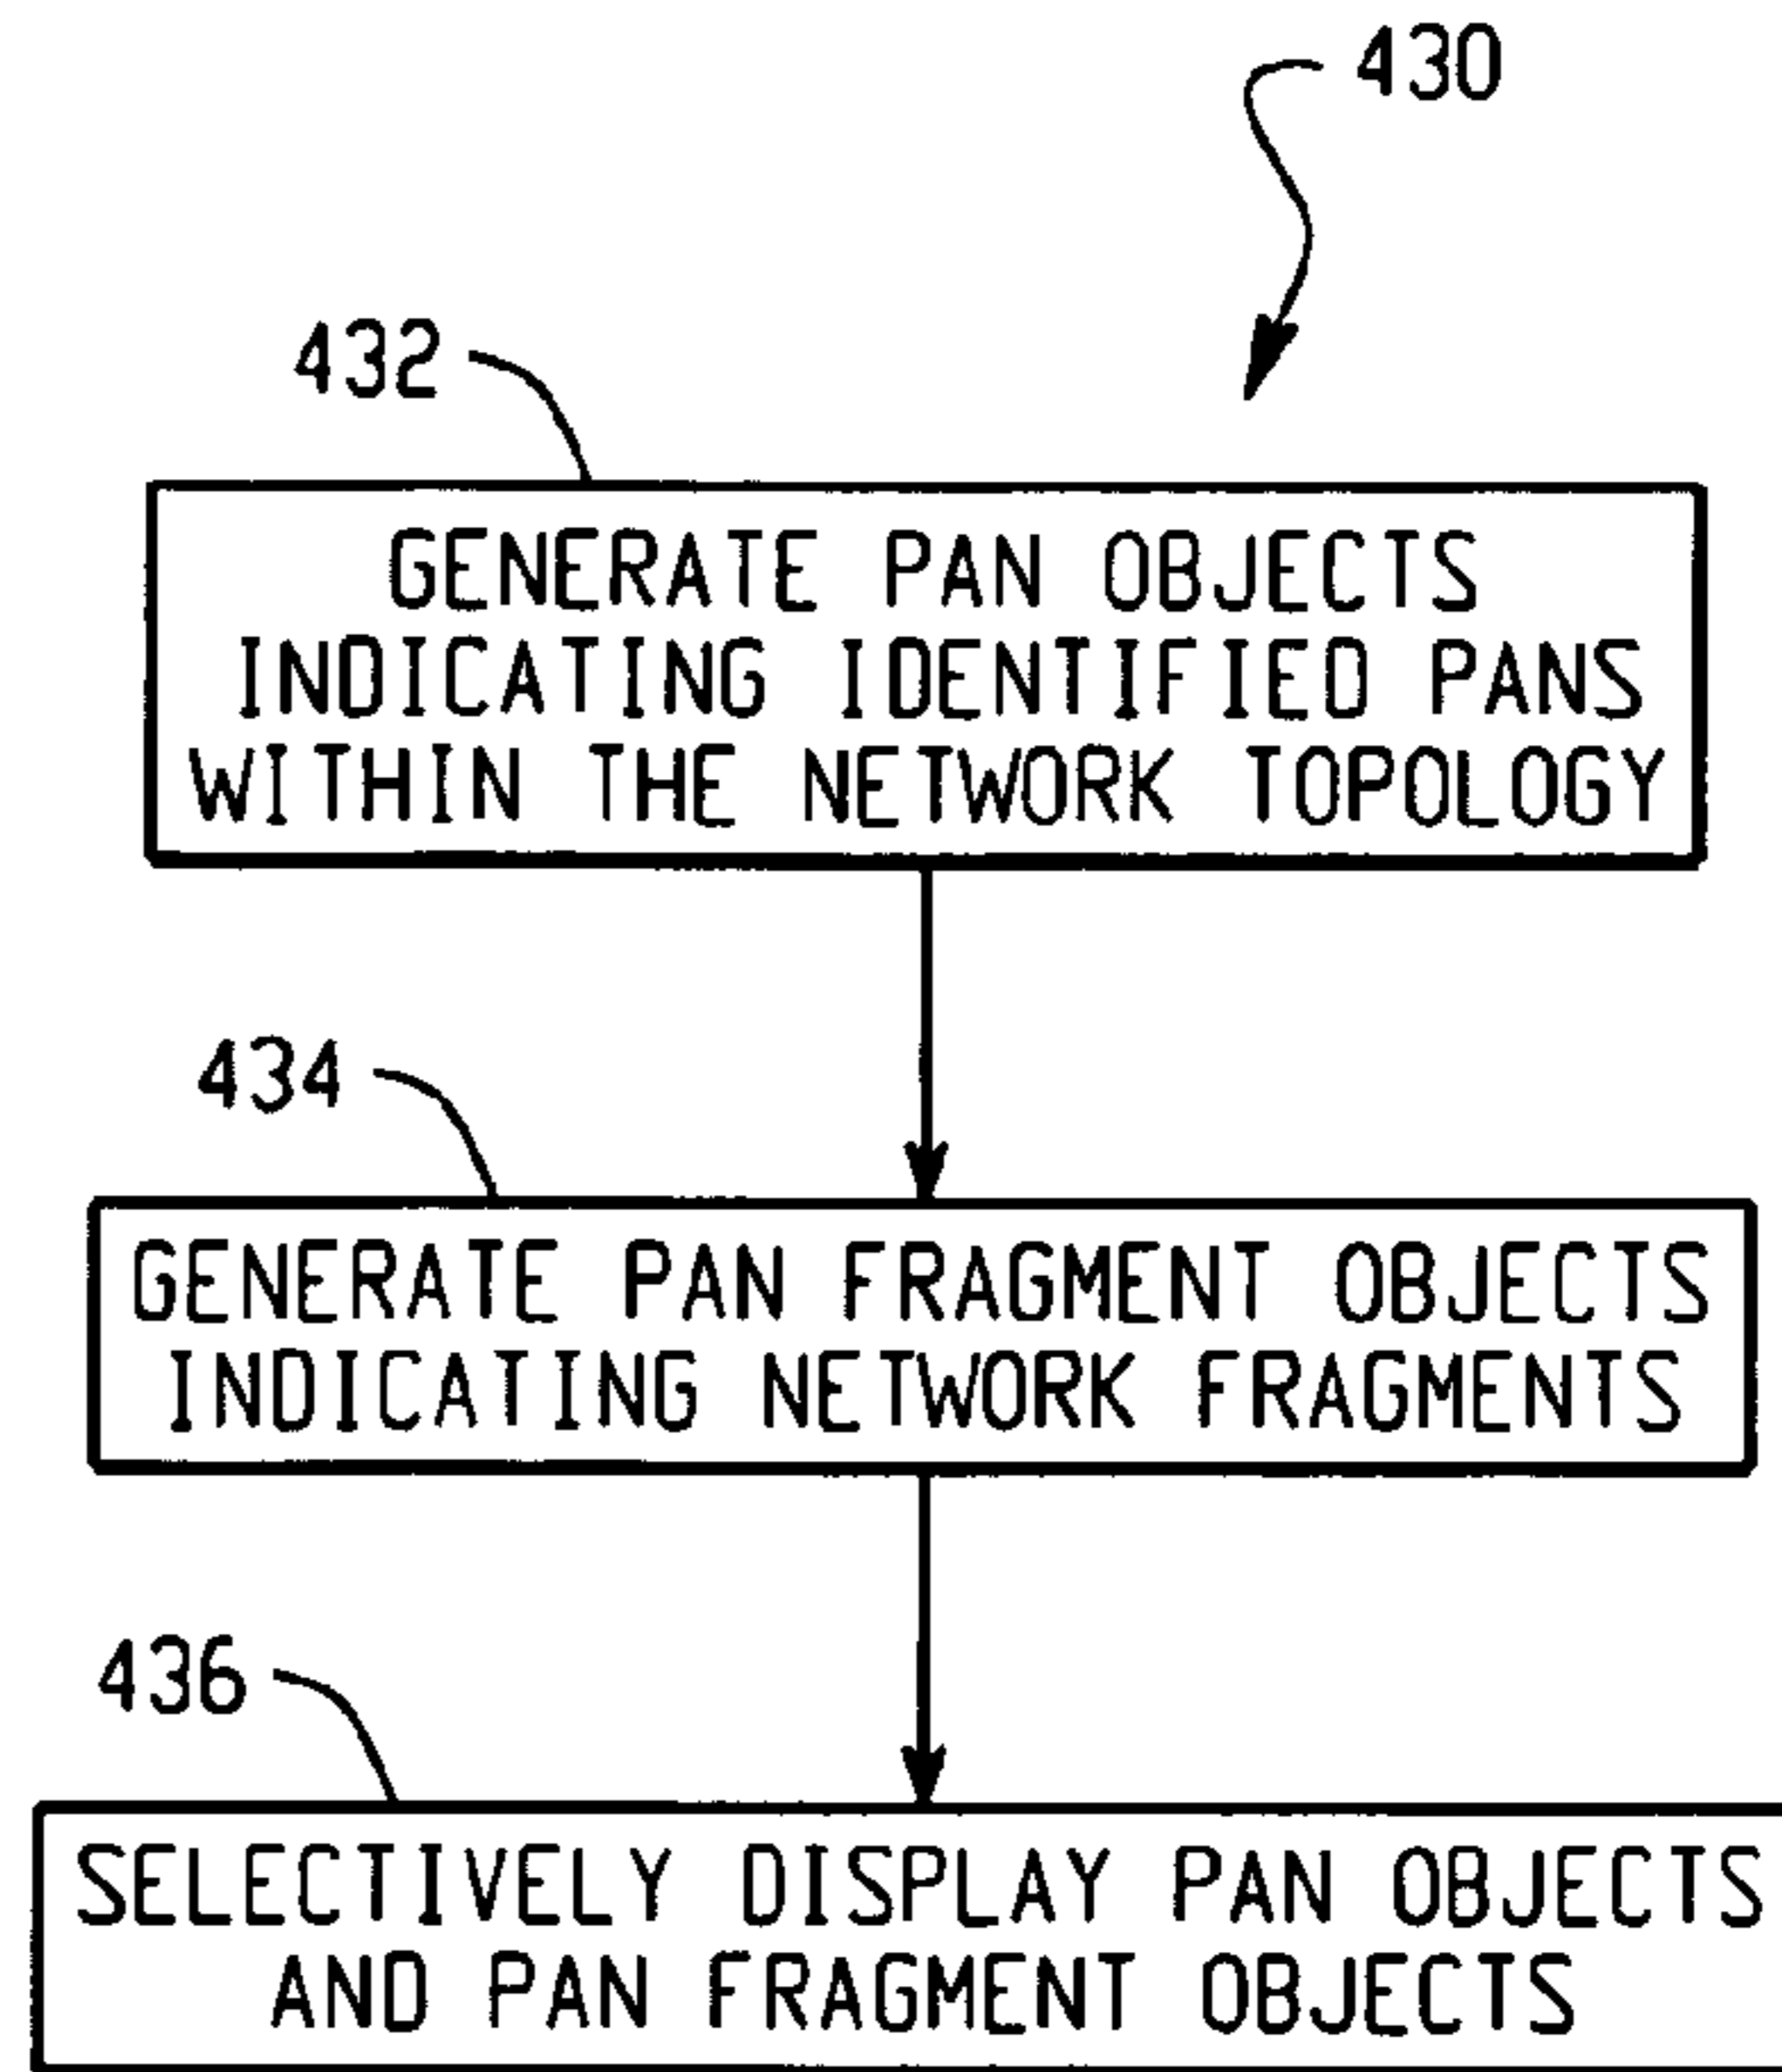 430
432
GENERATE PAN OBJECTS
INDICATING IDENTIFIED PANS
WITHIN THE NETWORK TOPOLOGY
434
GENERATE PAN FRAGMENT OBJECTS
INDICATING NETWORK FRAGMENTS
436
SELECTIVELY DISPLAY PAN OBJECTS
AND PAN FRAGMENT OBJECTS